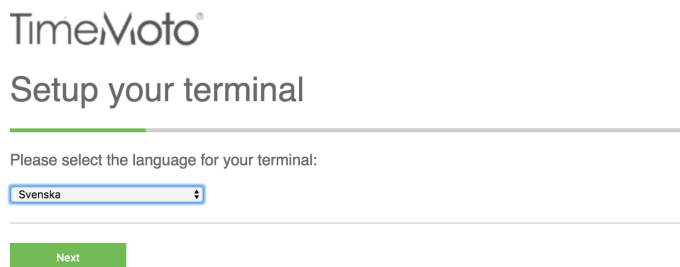 TimeMoto®
Setup your terminal
Please select the language for your terminal:
Svenska
Next